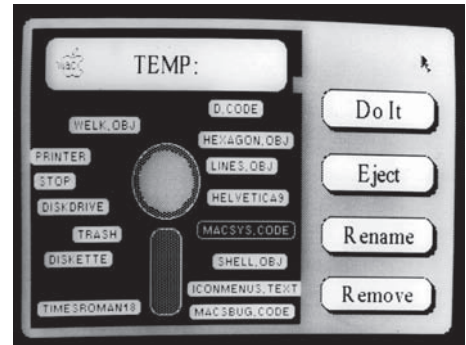 TEMP:
D.CODE
WELK.OBJ
HEXAGON.OBJ
PRINTER
LINES.OBJ
STOP
HELVETICA9
DISKDRIVE
TRASH
MACSYS.CODE
DISKETTE
SHELL.OBJ
ICONMENUS.TEXT
TIMESROMAN18
MACSBUG.CODE
Do It
Eject
Rename
Remove